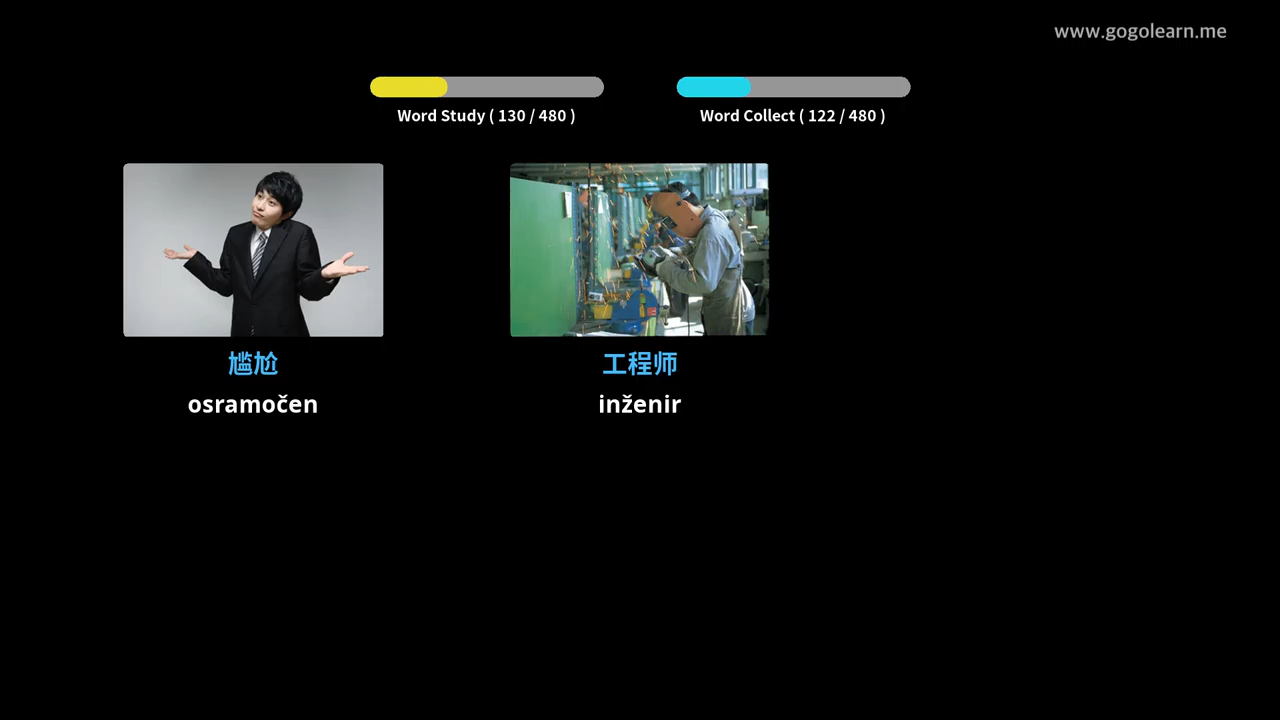 www.gogolearn.me
Word Study ( 130 / 480 )
Word Collect ( 122 / 480 )
尴尬
工程师
osramočen
inženir